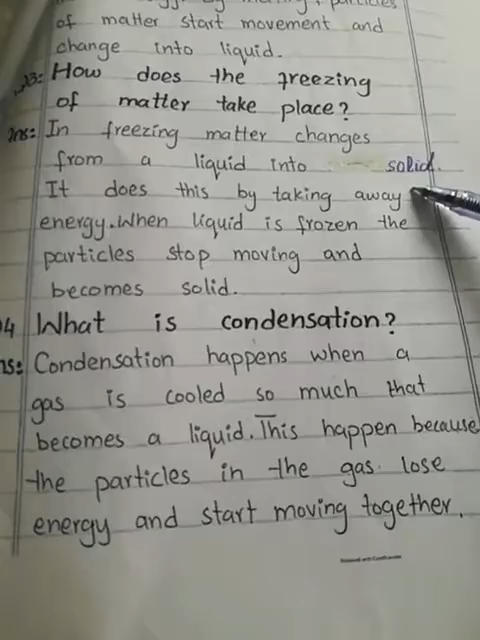 particles
of matter start movement and
change into liquid.
How does the freezing
of matter take place?
Ans: In freezing matter changes
from a liquid into solid.
It does this by taking away
energy. When liquid is frozen the
particles stop moving and
becomes solid.
04 What is condensation?
ns: Condensation happens when a
gas is cooled so much that
becomes a liquid. This happen because
the particles in the gas lose
energy and start moving together.